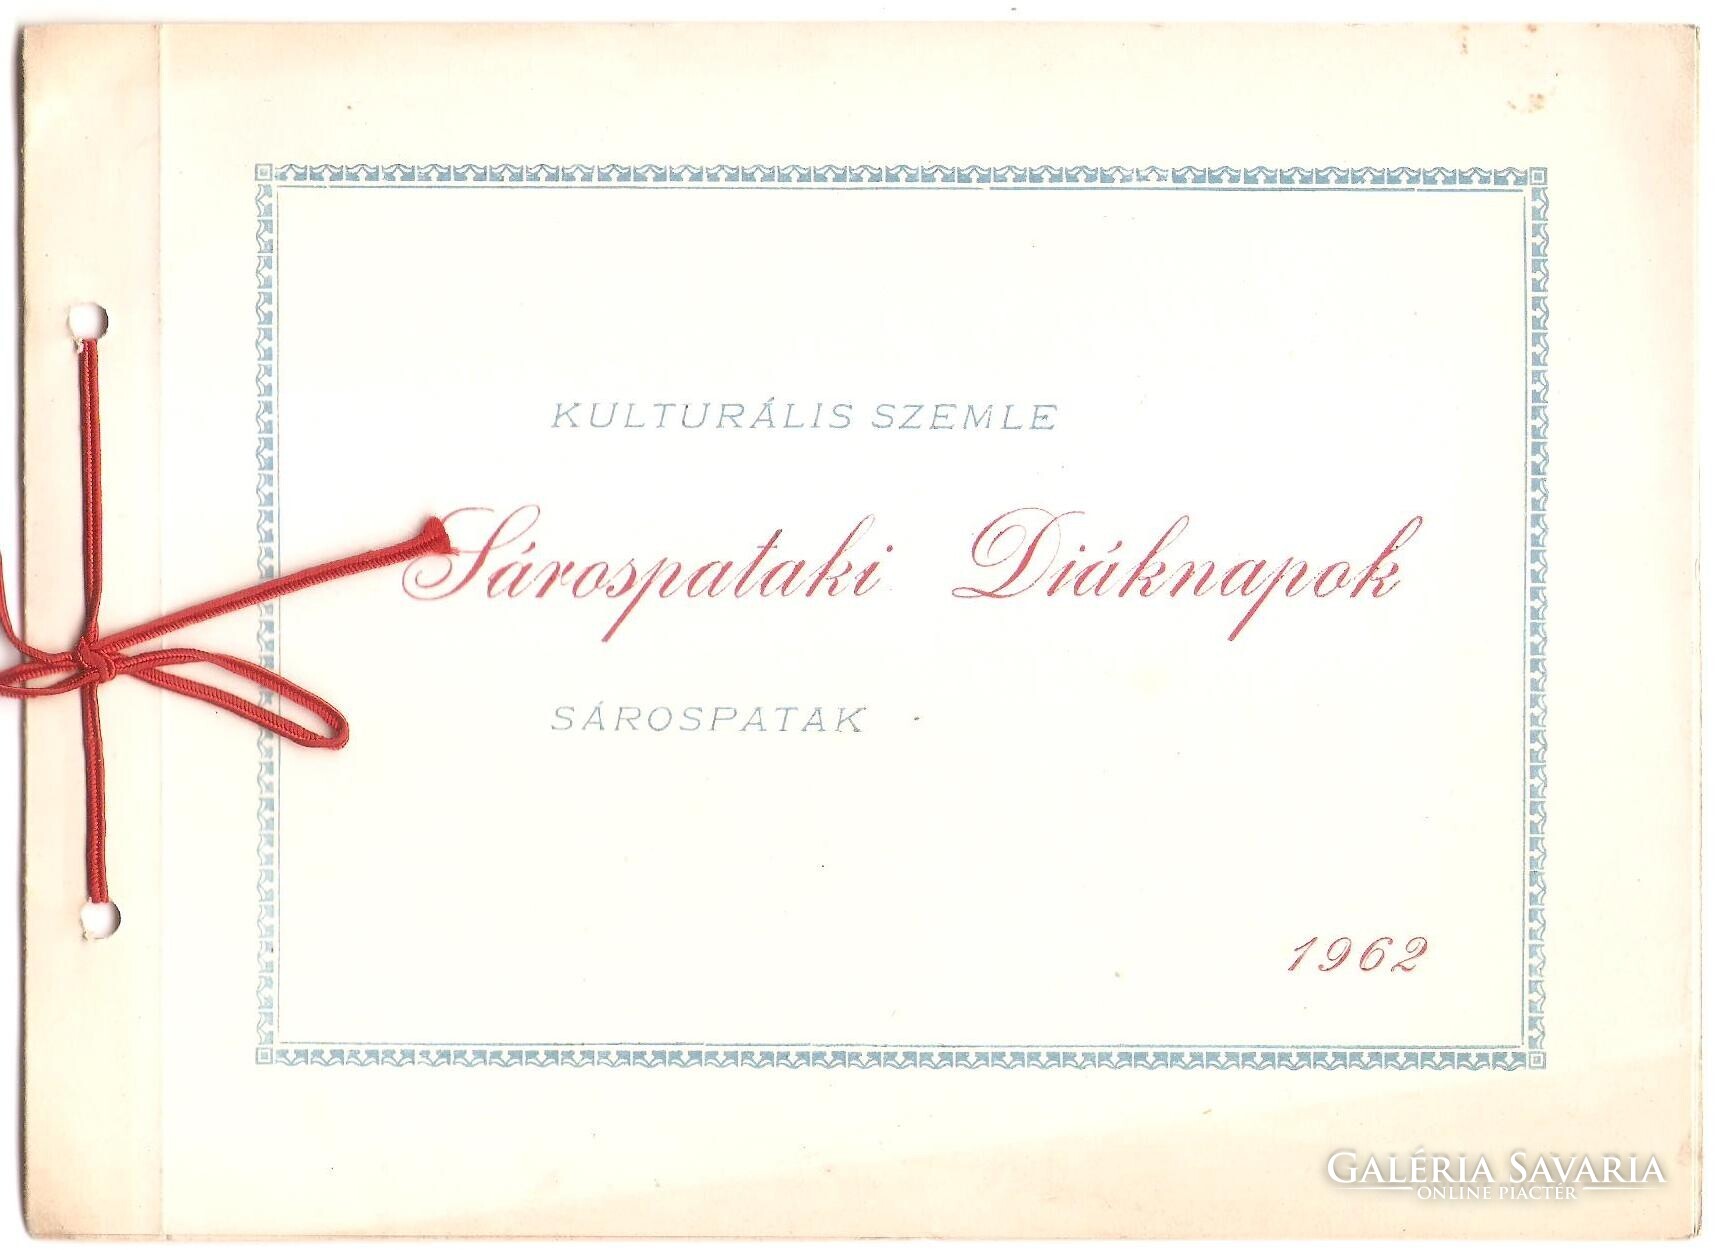 KULTURÁLIS SZEMLE
Sárospataki Diáknapok
SÁROSPATAK
1962
GALÉRIA SAVARIA
ONLINE PIACTÉR